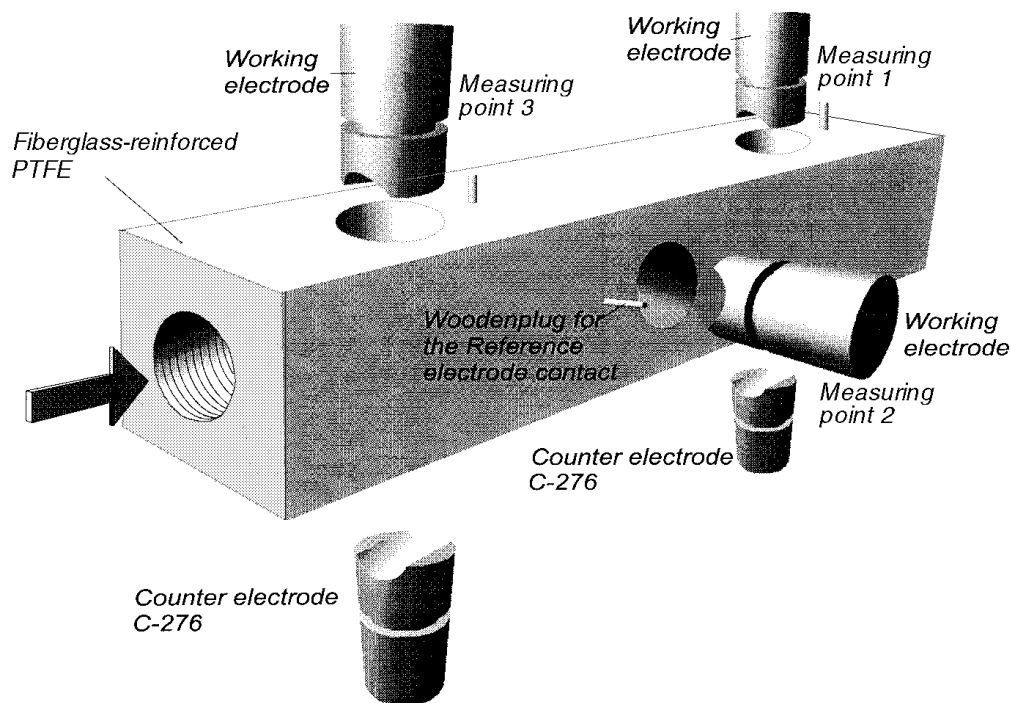 Working
electrode
Measuring
point 3
Working
electrode
Measuring
point 1
Fiberglass-reinforced
PTFE
Woodenplug for
the Reference
electrode contact
Working
electrode
Measuring
point 2
Counter electrode
C-276
Counter electrode
C-276